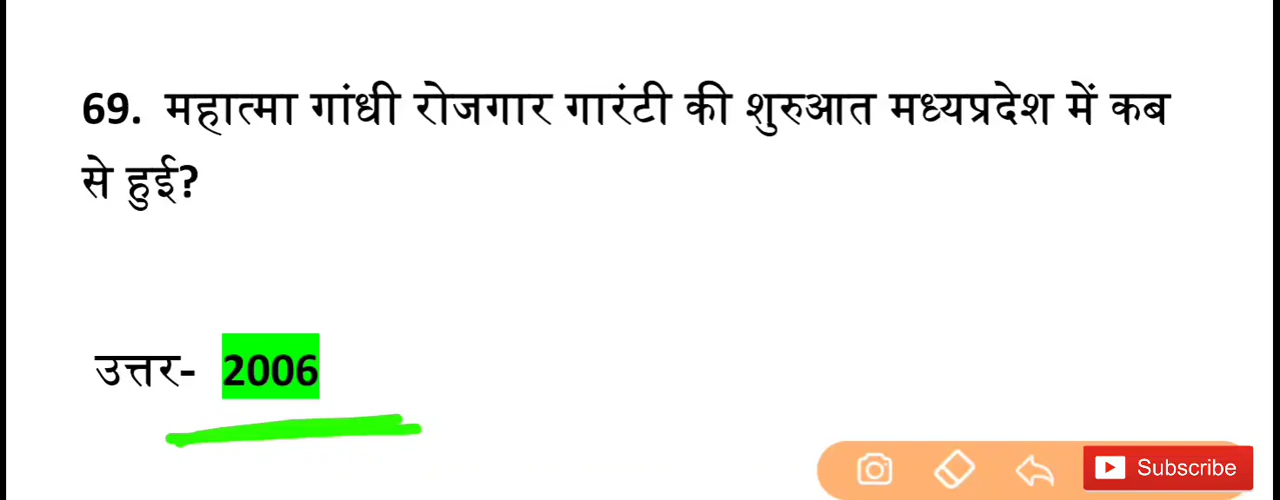 69. महात्मा गांधी रोजगार गारंटी की शुरुआत मध्यप्रदेश में कब
से हुई?
उत्तर- 2006
Subscribe